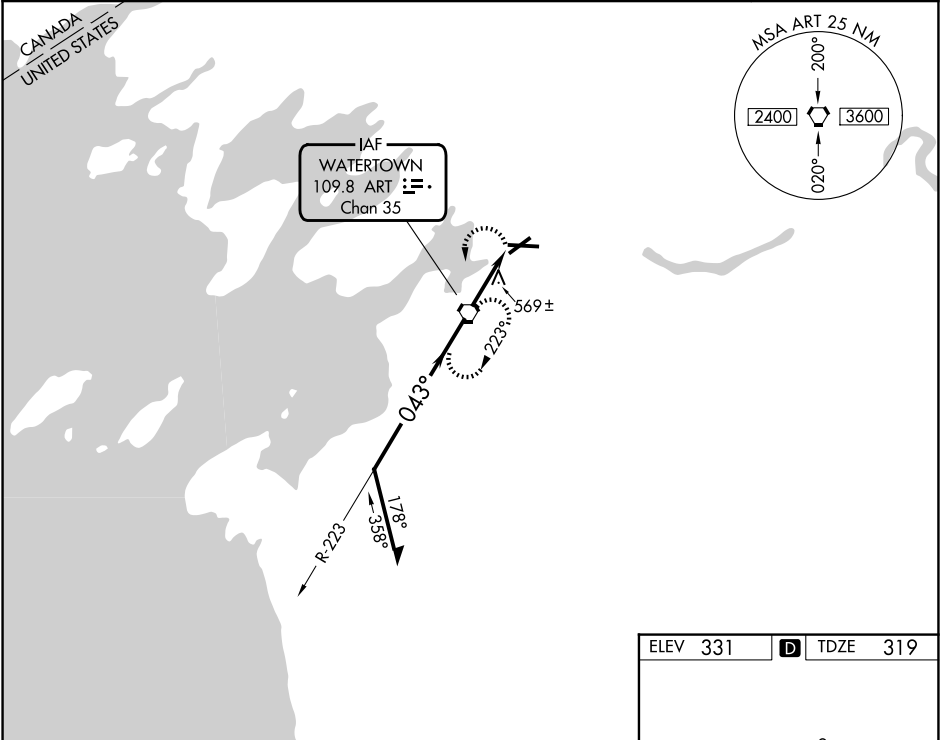 CANADA
UNITED STATES
MSA ART 25 NM
200°
2400
3600
020°
IAF
WATERTOWN
109.8 ART
Chan 35
569 ±
223°
043°
178°
358°
R-223
ELEV 331 D TDZE 319